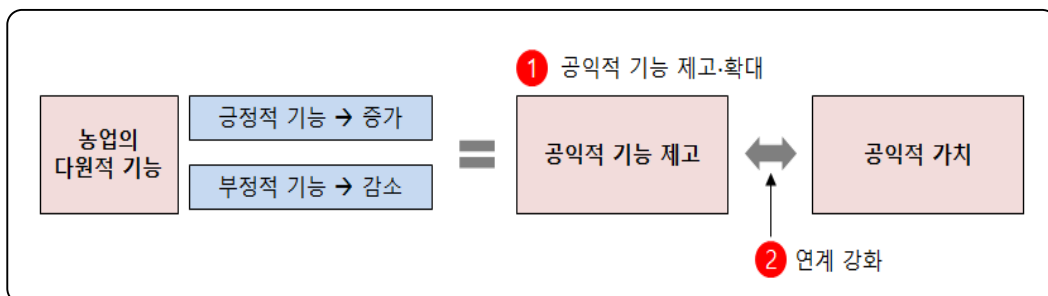 1 공익적 기능 제고·확대
농업의
다원적 기능
긍정적 기능 → 증가
부정적 기능 → 감소
=
공익적 기능 제고
공익적 가치
2 연계 강화